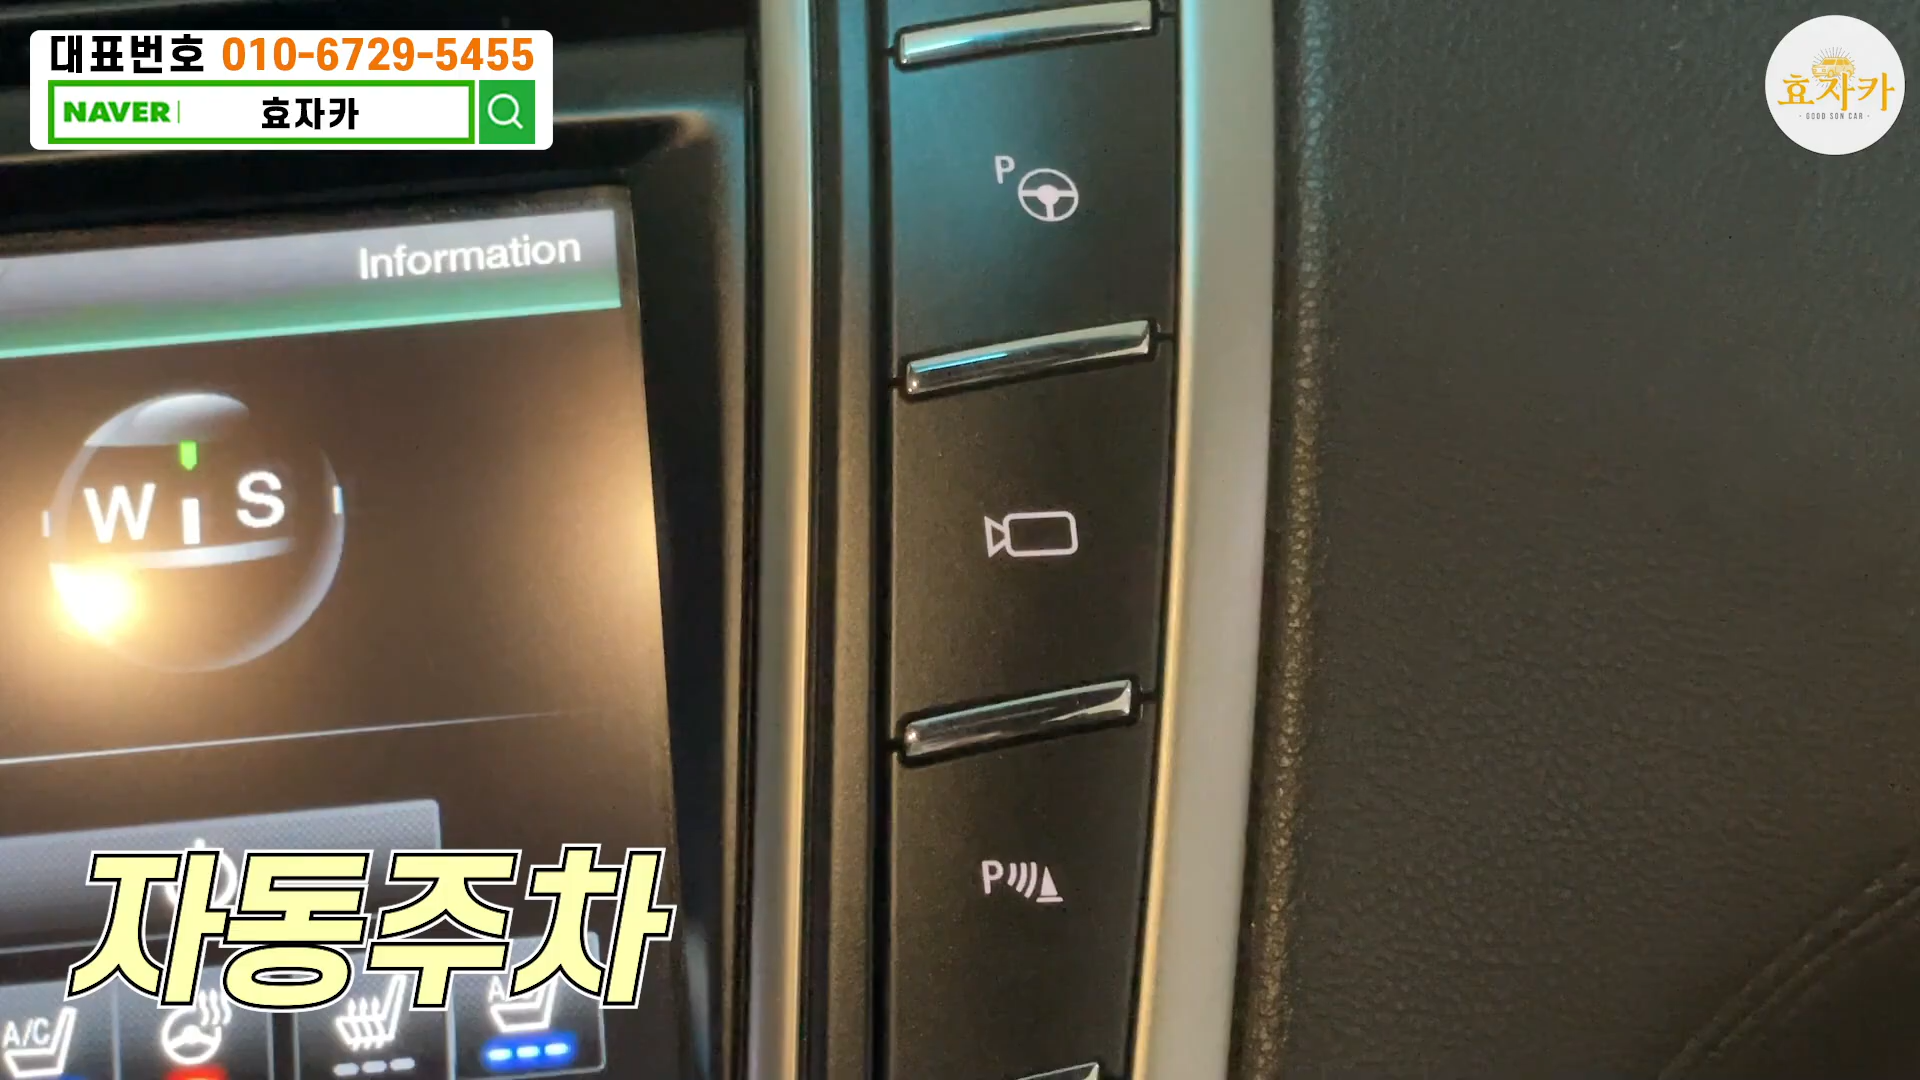 대표번호 010-6729-5455
NAVER 효자카
효자카
- GOOD SON CAR -
P
Information
W S
P
자동주차
A/C
A